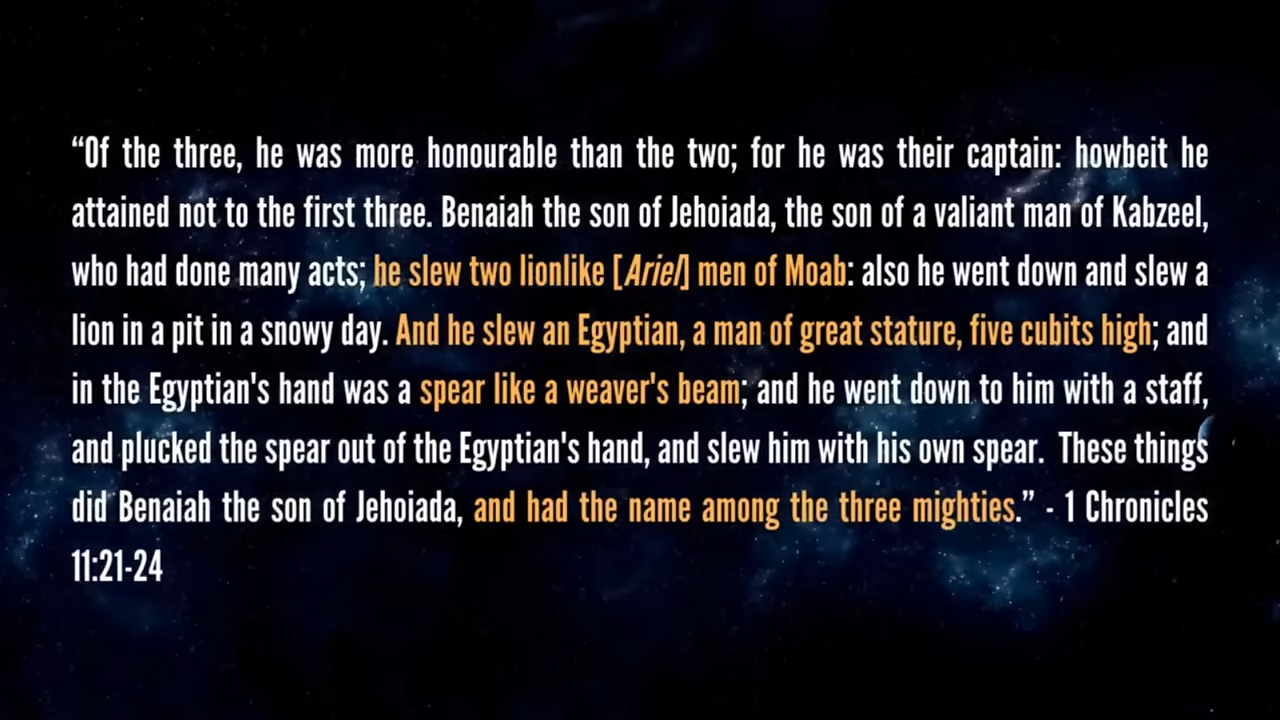 “Of the three, he was more honourable than the two; for he was their captain: howbeit he
attained not to the first three. Benaiah the son of Jehoiada, the son of a valiant man of Kabzeel,
who had done many acts; he slew two lionlike [Ariel] men of Moab: also he went down and slew a
lion in a pit in a snowy day. And he slew an Egyptian, a man of great stature, five cubits high; and
in the Egyptian's hand was a spear like a weaver's beam; and he went down to him with a staff,
and plucked the spear out of the Egyptian's hand, and slew him with his own spear. These things
did Benaiah the son of Jehoiada, and had the name among the three mighties.” - 1 Chronicles
11:21-24